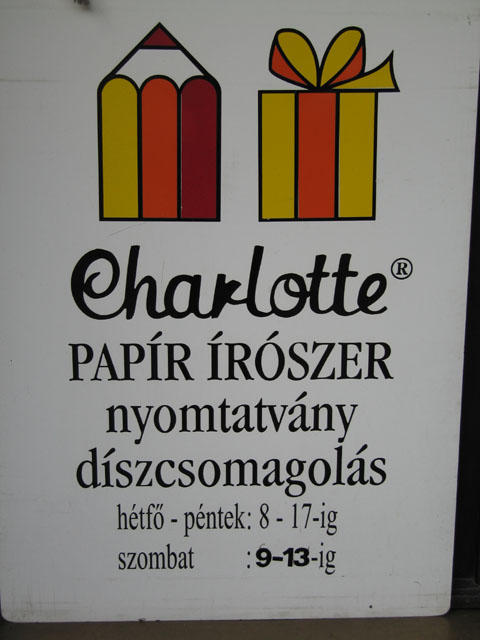 Charlotte®
PAPÍR ÍRÓSZER
nyomtatvány
díszcsomagolás
hétfő - péntek: 8 - 17-ig
szombat : 9-13-ig